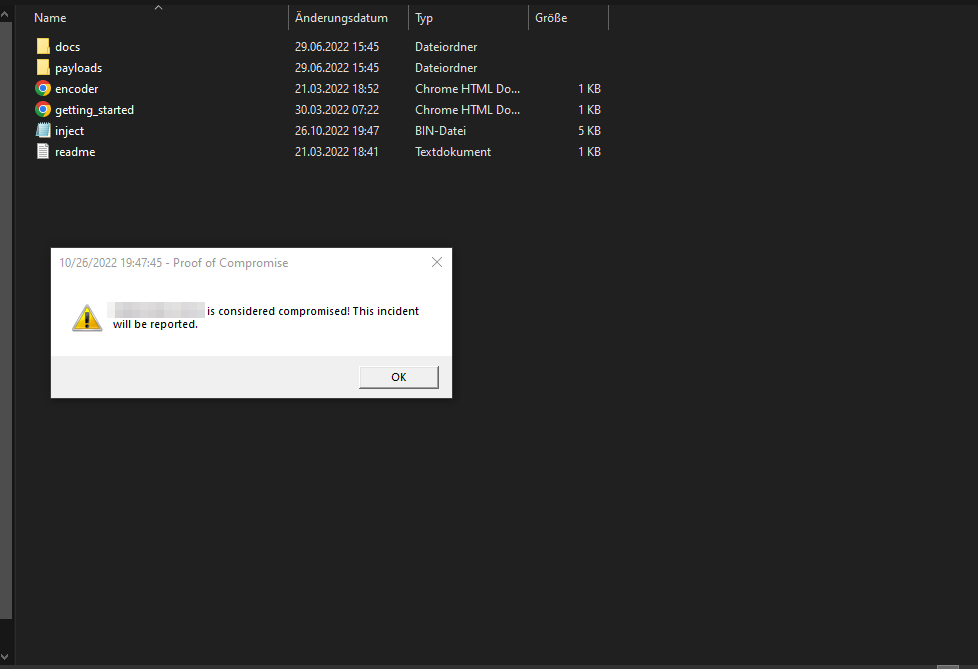 Name Änderungsdatum Typ Größe
docs 29.06.2022 15:45 Dateiordner
payloads 29.06.2022 15:45 Dateiordner
encoder 21.03.2022 18:52 Chrome HTML Do... 1 KB
getting_started 30.03.2022 07:22 Chrome HTML Do... 1 KB
inject 26.10.2022 19:47 BIN-Datei 5 KB
readme 21.03.2022 18:41 Textdokument 1 KB
10/26/2022 19:47:45 - Proof of Compromise
is considered compromised! This incident
will be reported.
OK